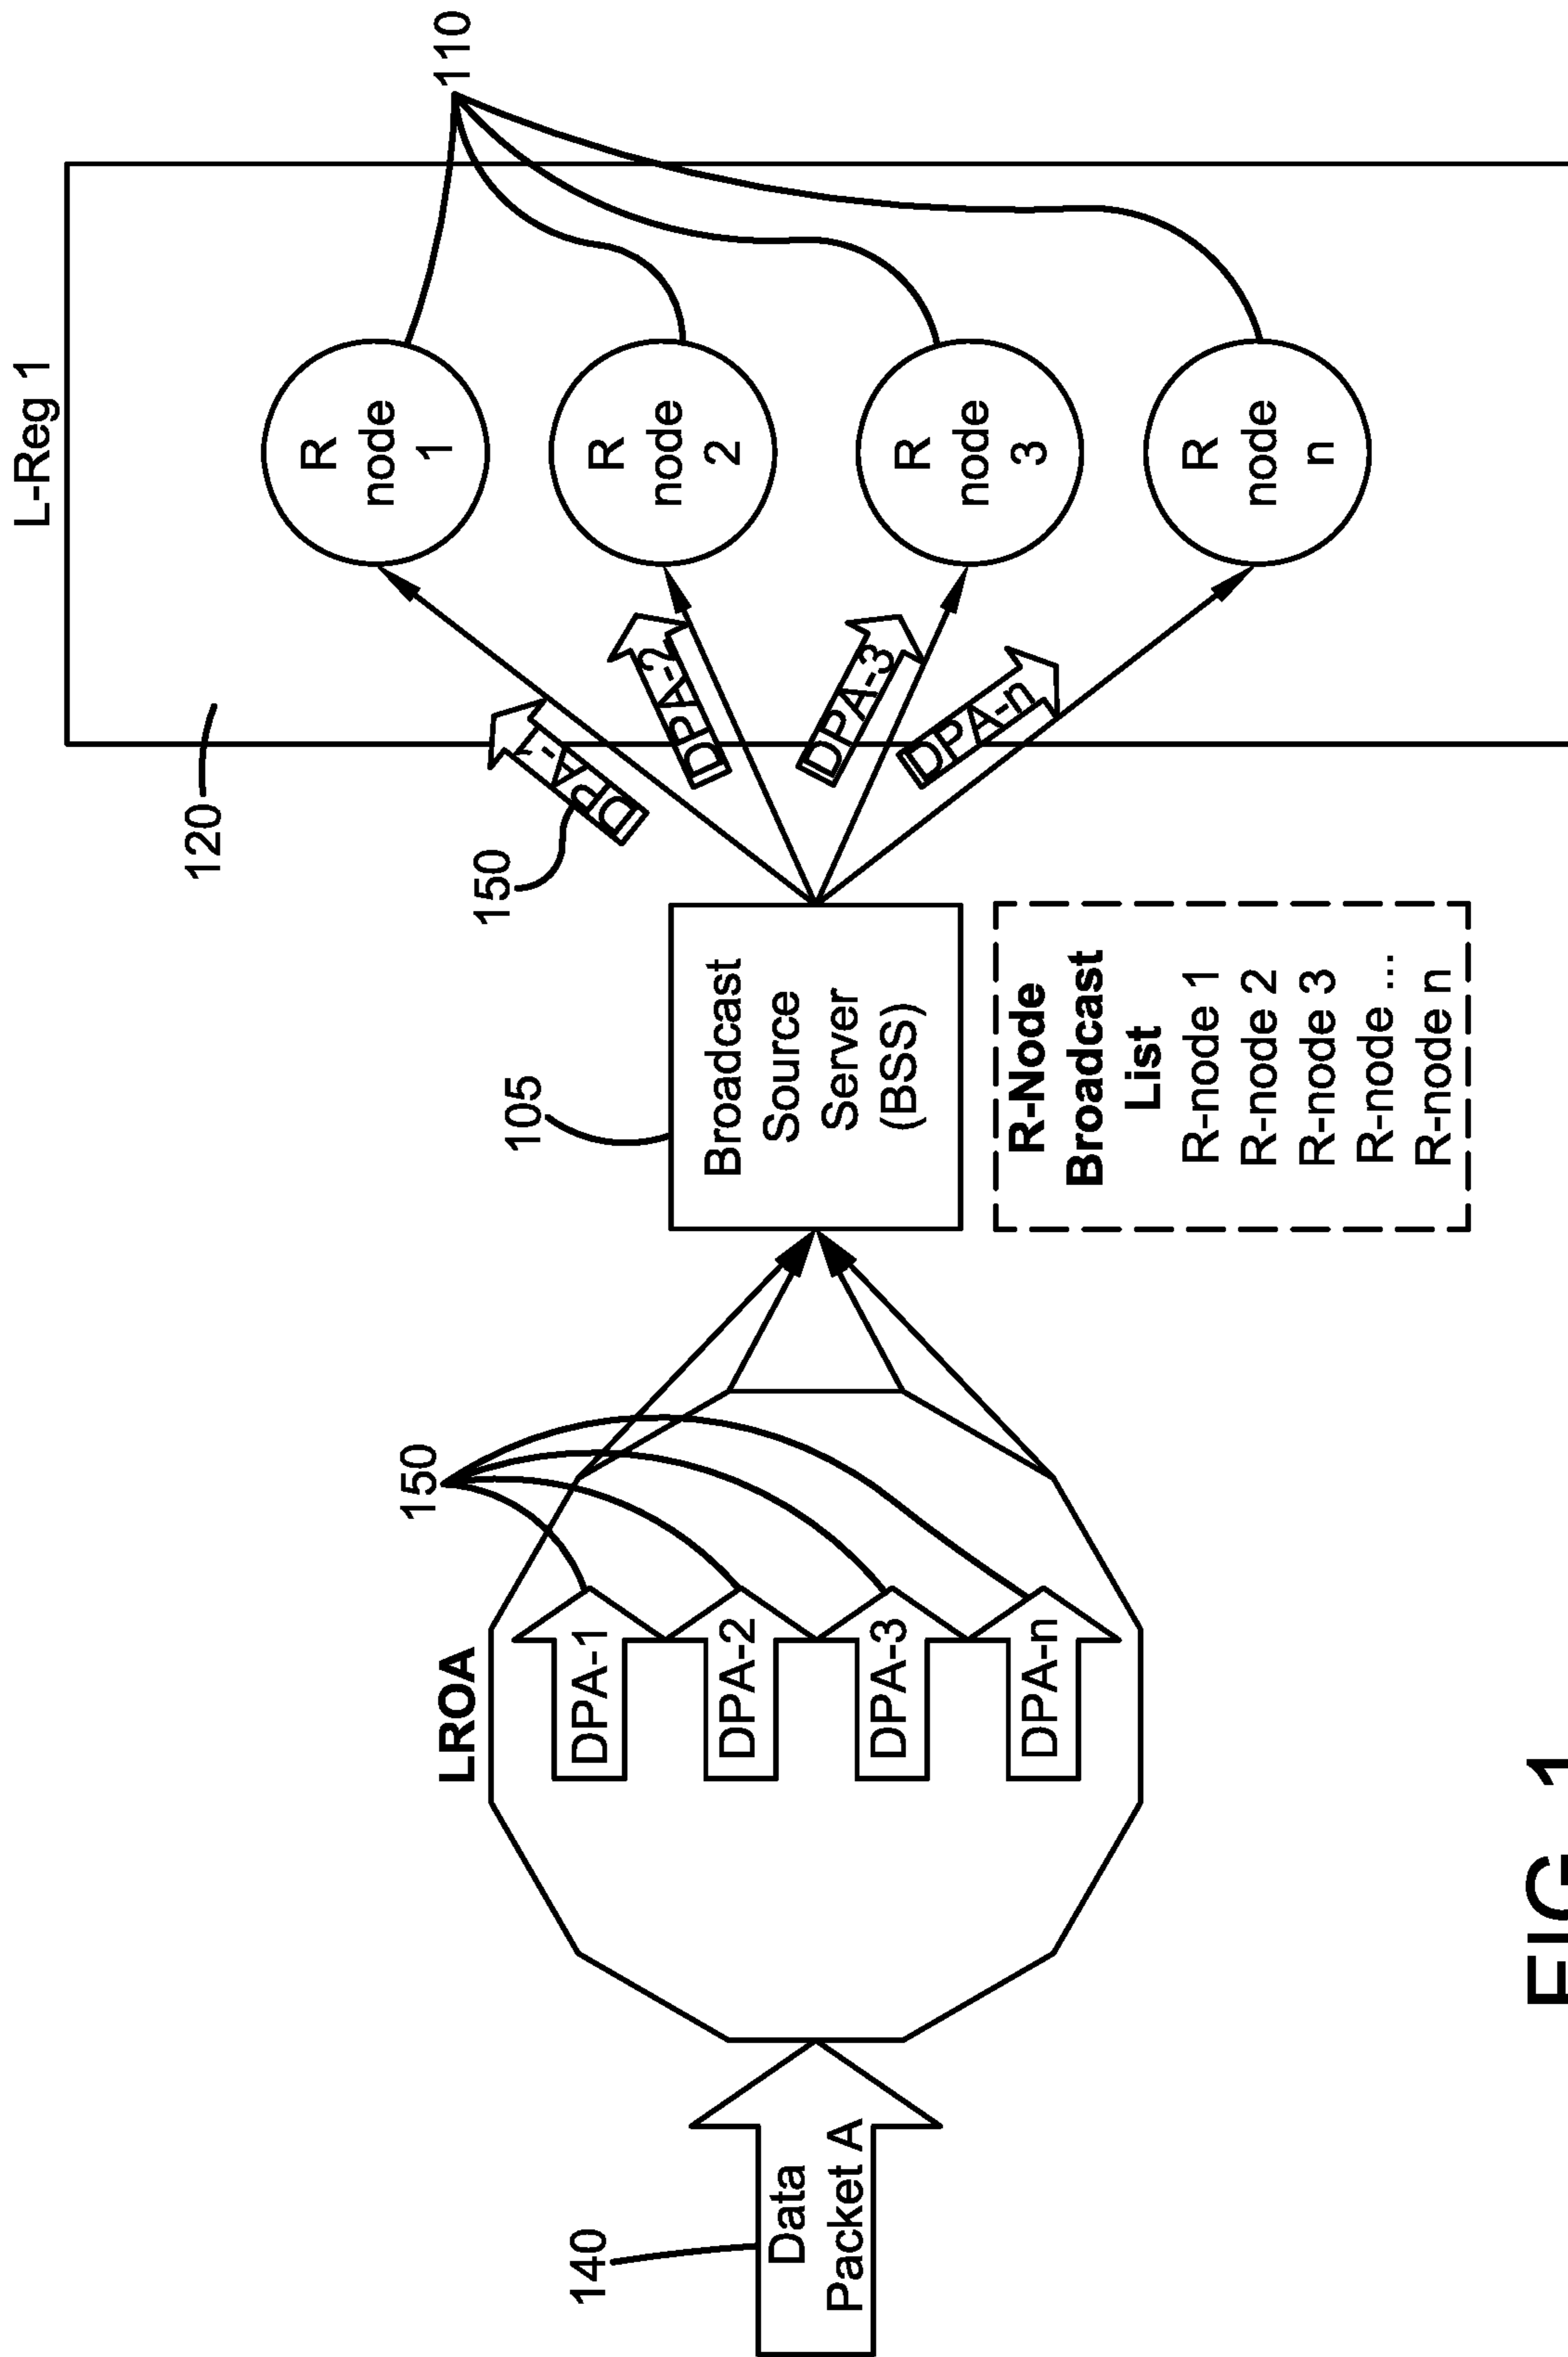 L-Reg 1
120
110
R
node
1
R
node
2
R
node
3
R
node
n
150
DPA-1
DPA-2
DPA-3
DPA-n
105
Broadcast
Source
Server
(BSS)
R-Node
Broadcast
List
R-node 1
R-node 2
R-node 3
R-node ...
R-node n
150
LROA
DPA-1
DPA-2
DPA-3
DPA-n
140
Data
Packet A
FIG. 1